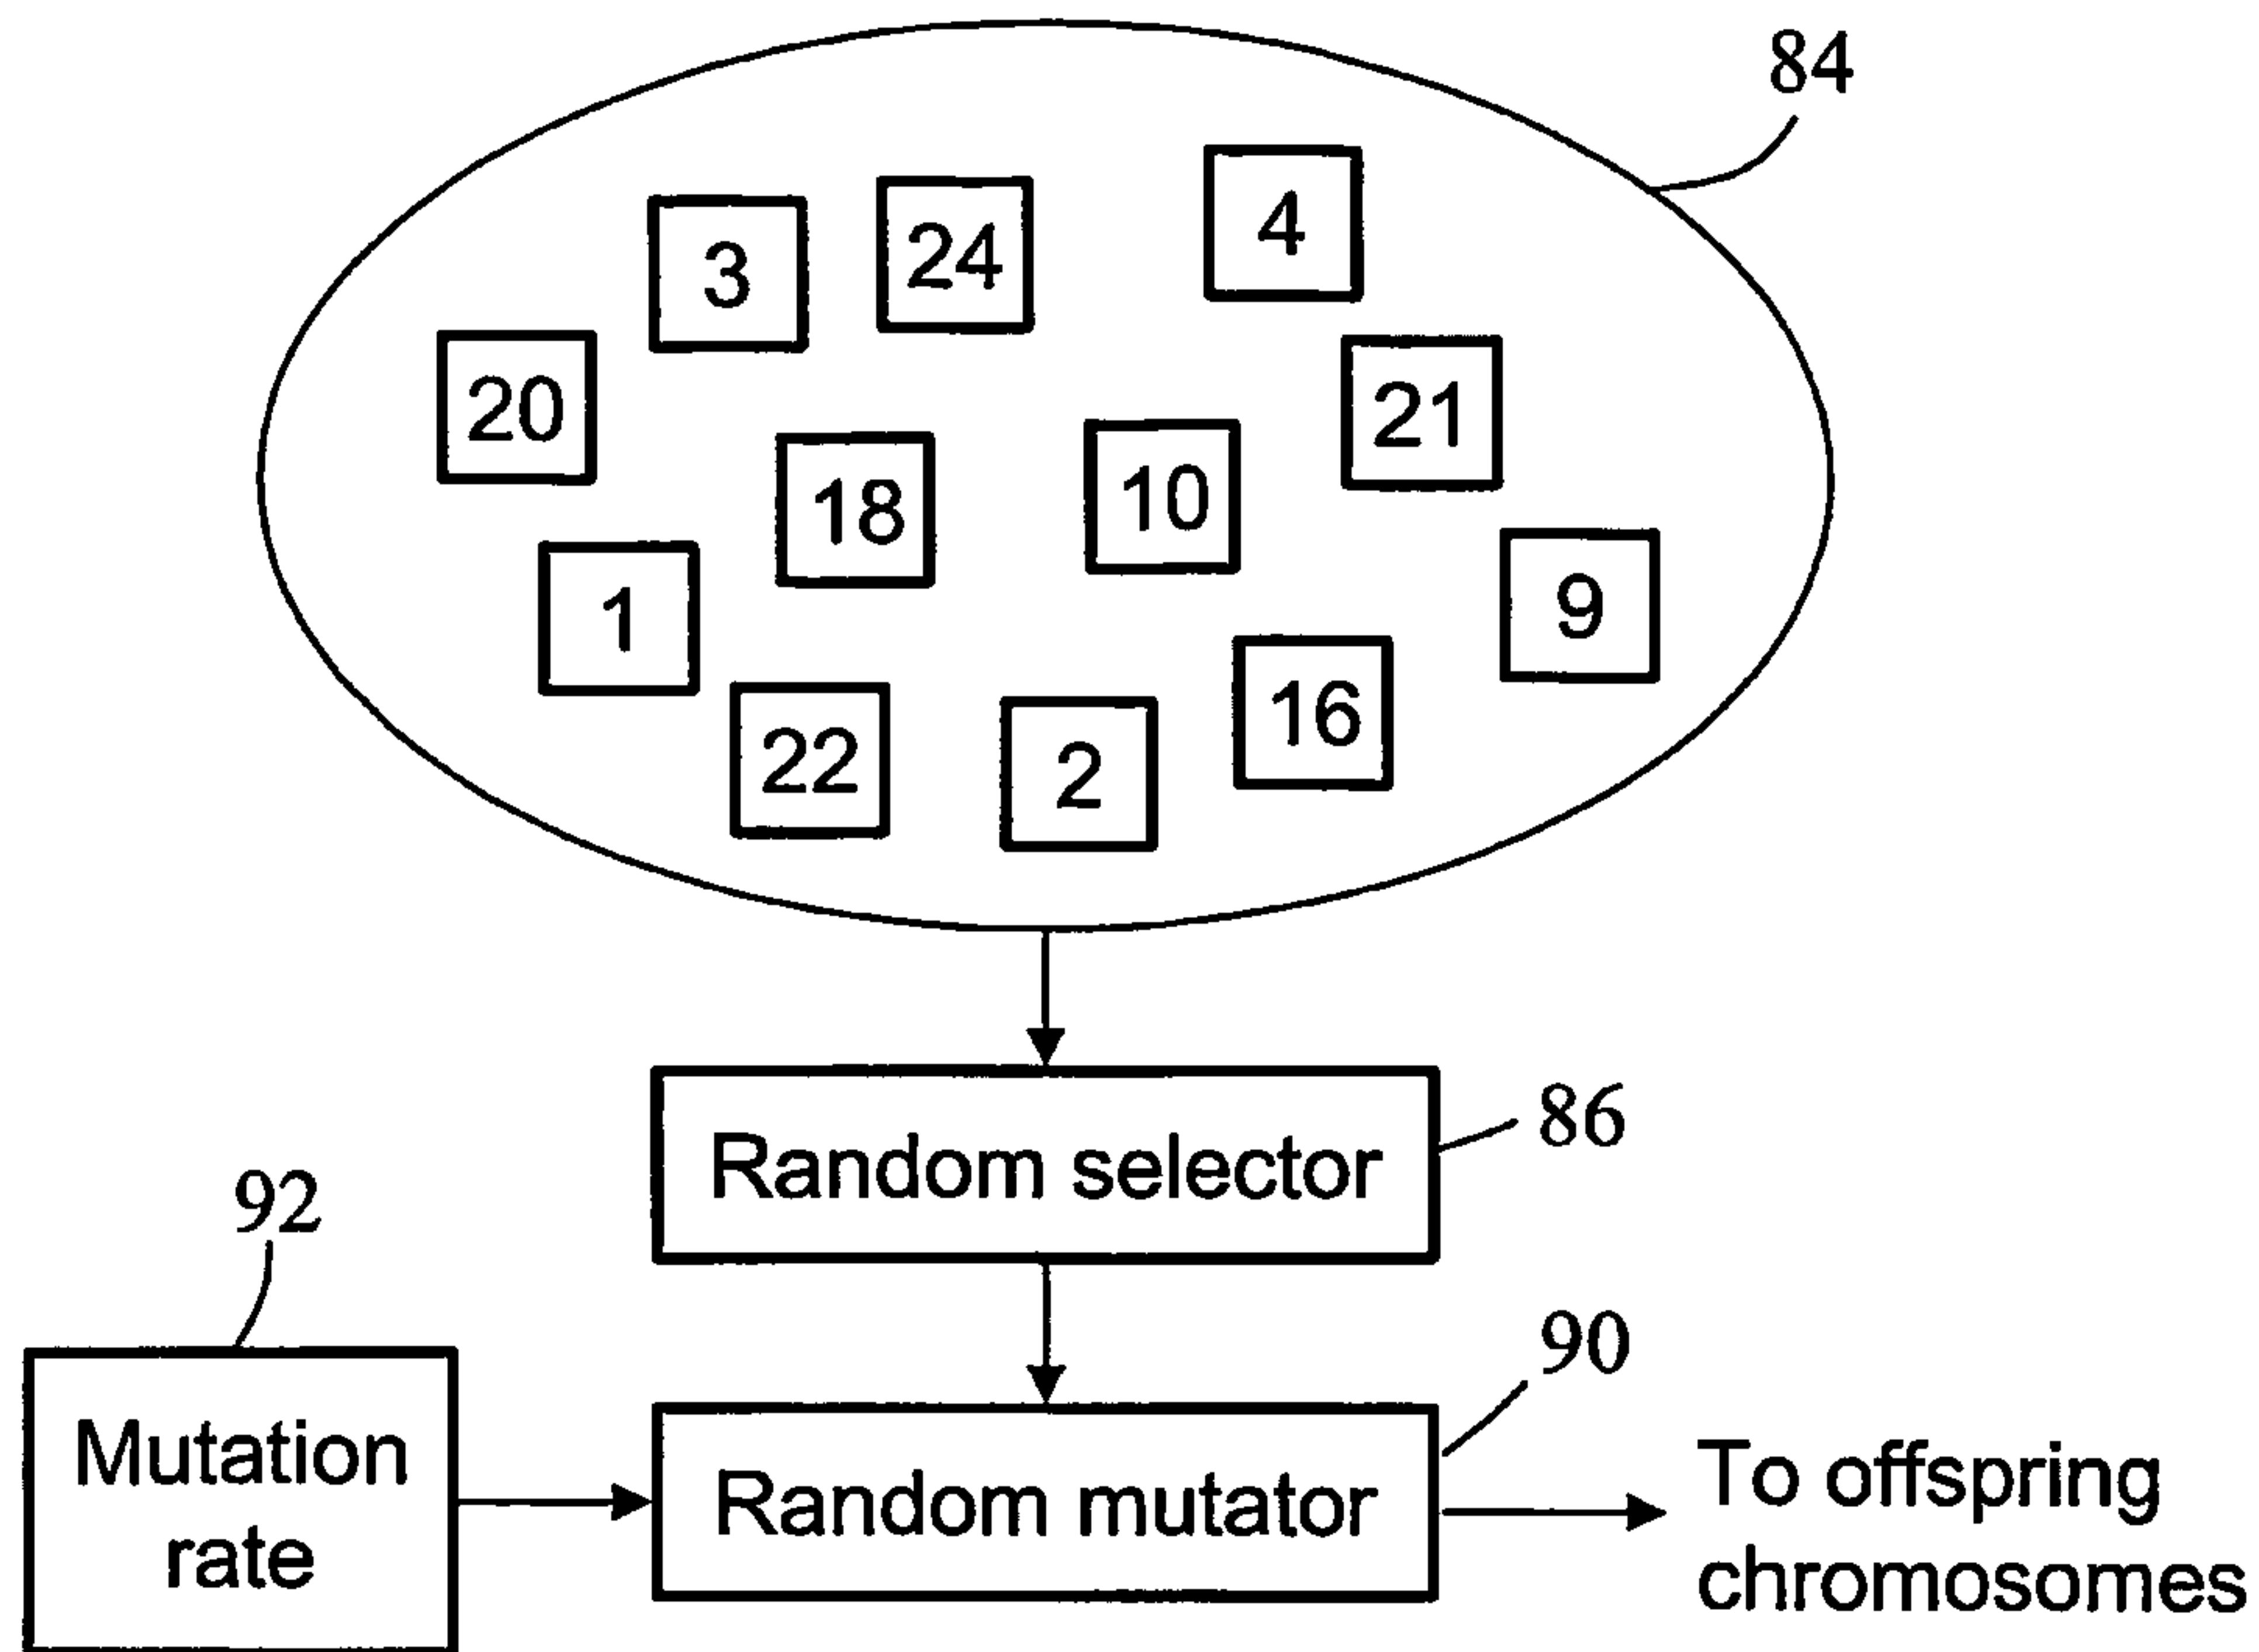 84
4
24
3
21
20
10
18
9
1
16
22
2
86
Random selector
92
90
Mutation
rate
Random mutator
To offspring
chromosomes